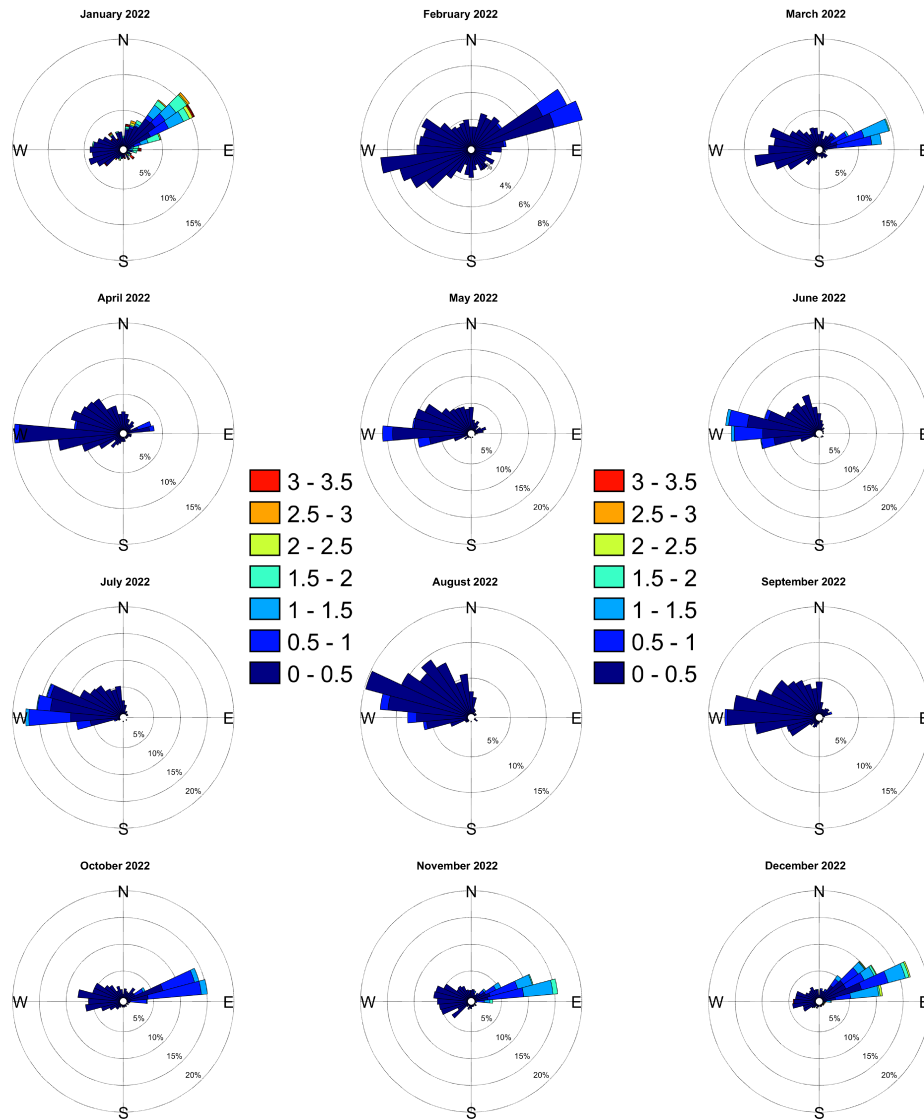 January 2022
N
W
E
S
5%
10%
15%
February 2022
N
W
E
S
4%
6%
8%
March 2022
N
W
E
S
5%
10%
15%
April 2022
N
W
E
S
5%
10%
15%
May 2022
N
W
E
S
5%
10%
15%
20%
June 2022
N
W
E
S
5%
10%
15%
20%
3 - 3.5
2.5 - 3
2 - 2.5
1.5 - 2
1 - 1.5
0.5 - 1
0 - 0.5
3 - 3.5
2.5 - 3
2 - 2.5
1.5 - 2
1 - 1.5
0.5 - 1
0 - 0.5
July 2022
N
W
E
S
5%
10%
15%
20%
August 2022
N
W
E
S
5%
10%
15%
September 2022
N
W
E
S
5%
10%
15%
October 2022
N
W
E
S
5%
10%
15%
20%
November 2022
N
W
E
S
5%
10%
15%
20%
December 2022
N
W
E
S
5%
10%
15%
20%